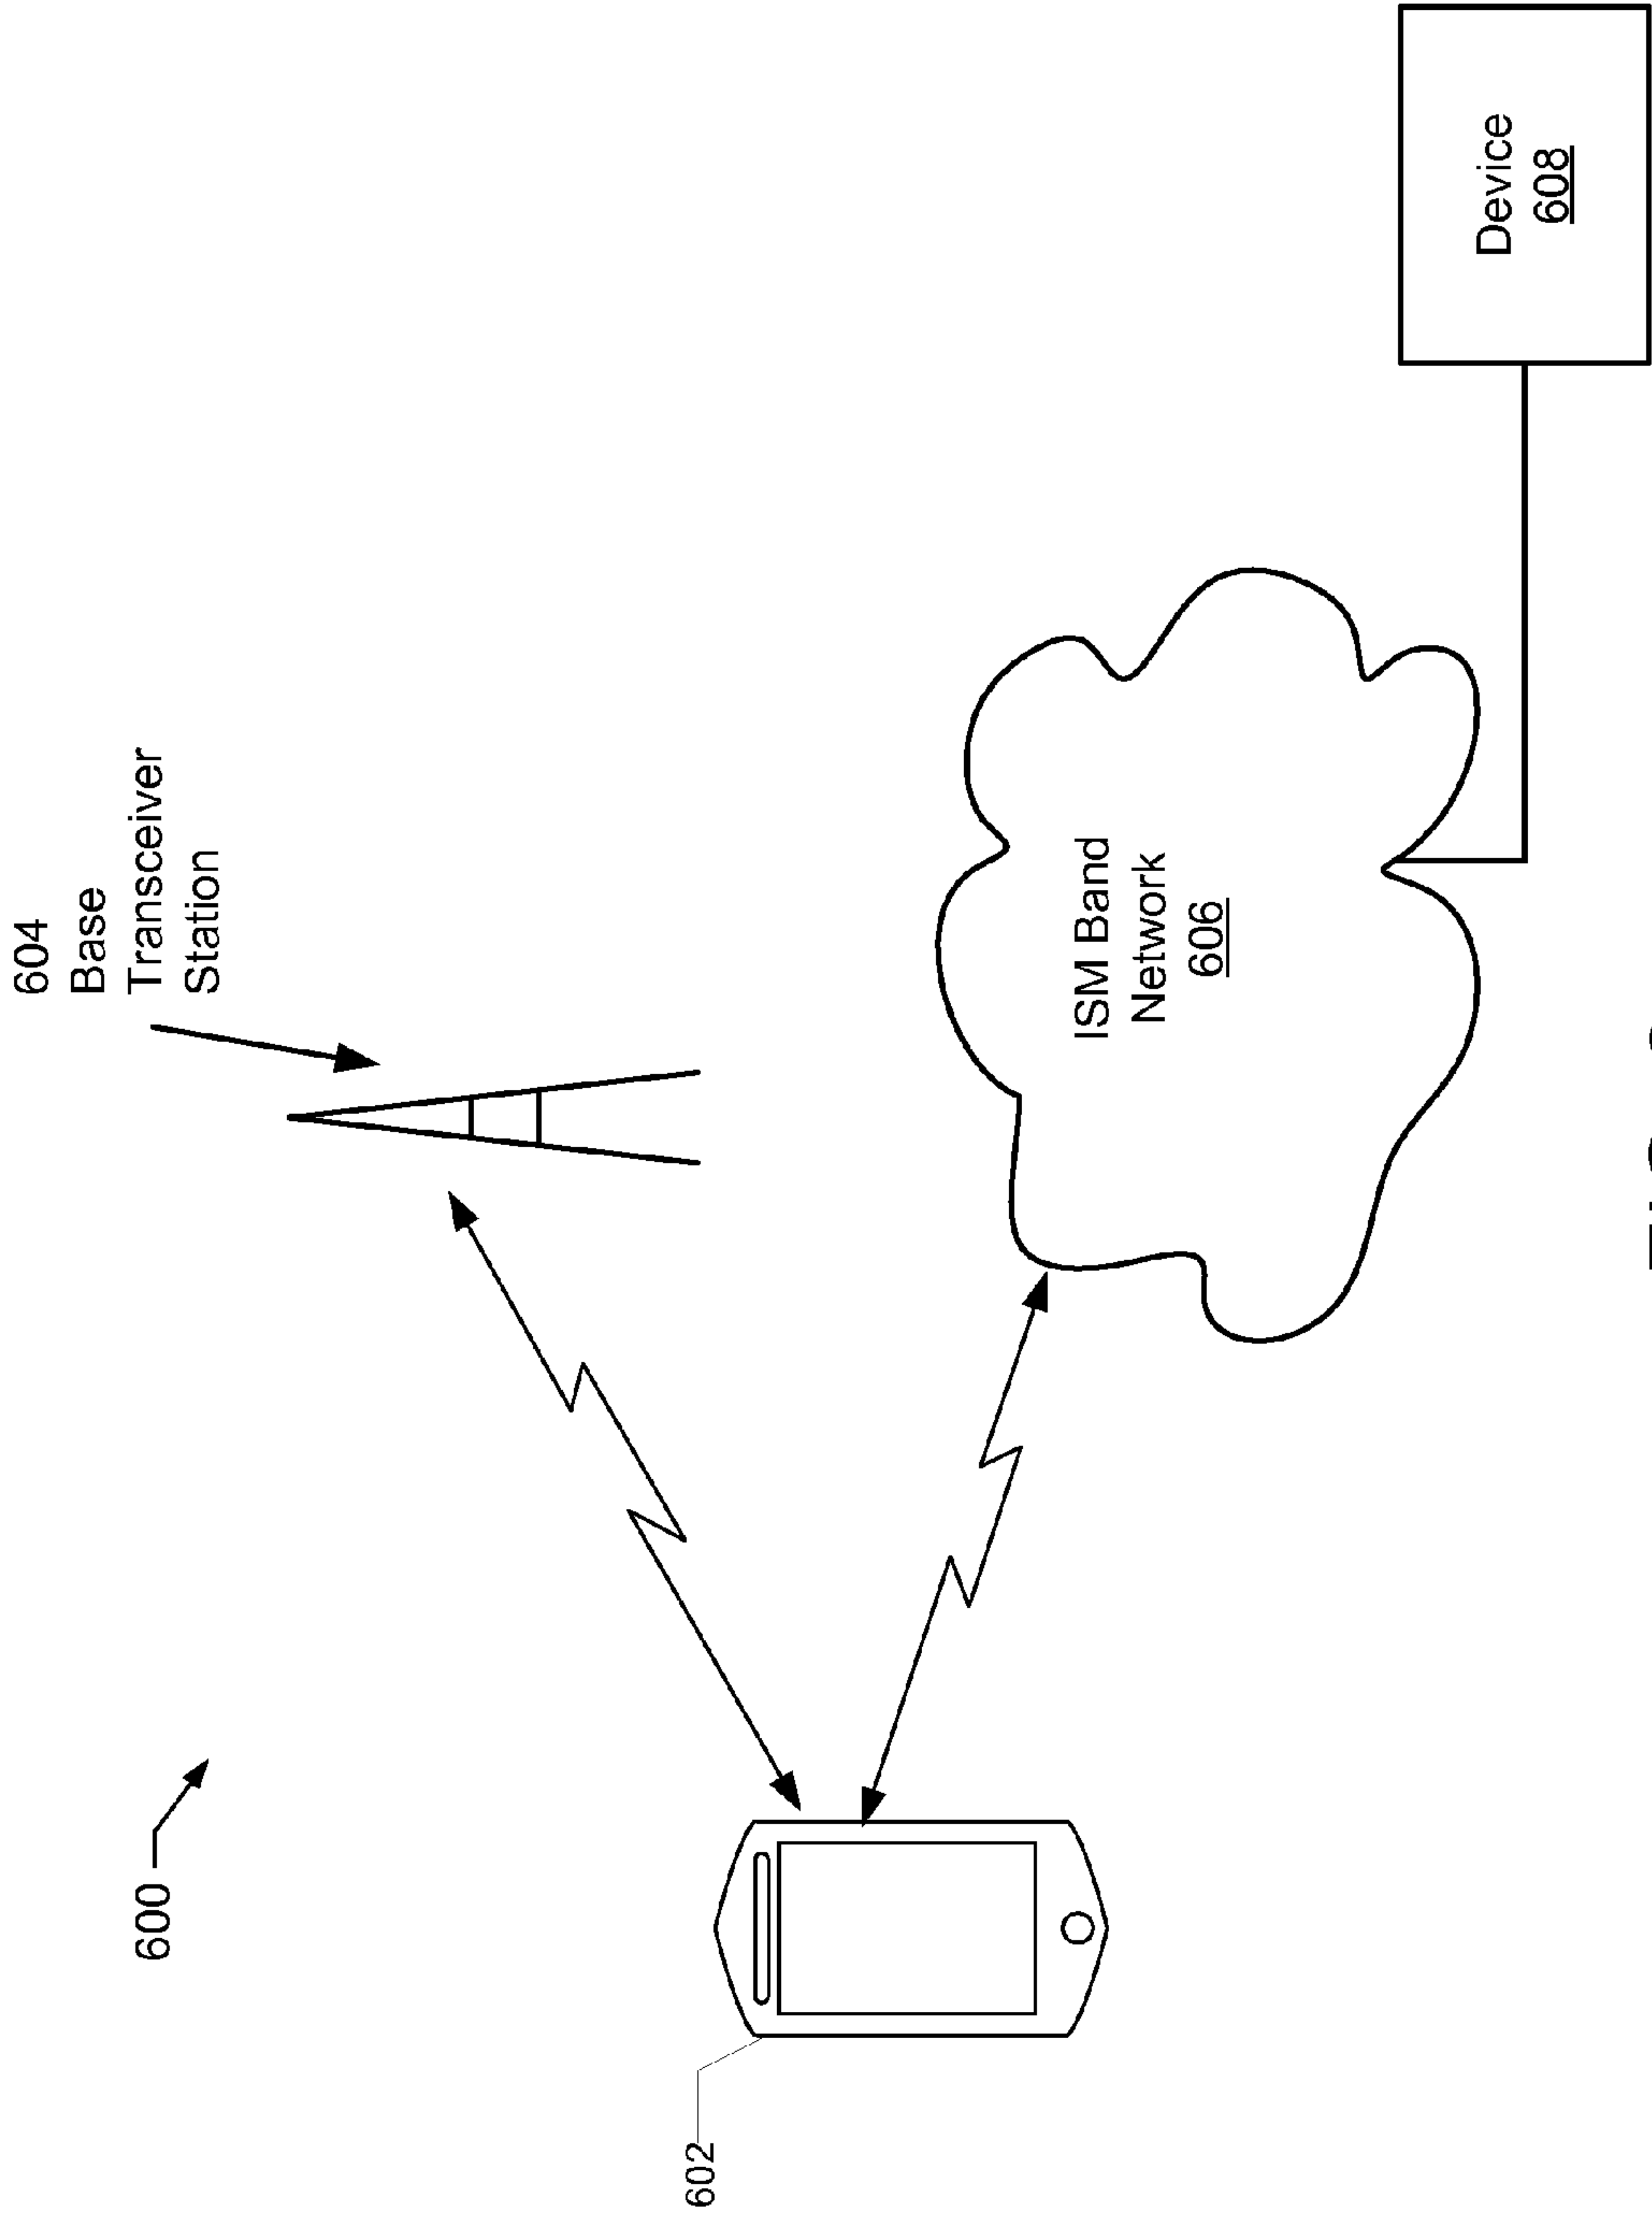 600
604
Base
Transceiver
Station
602
ISM Band
Network
606
Device
608